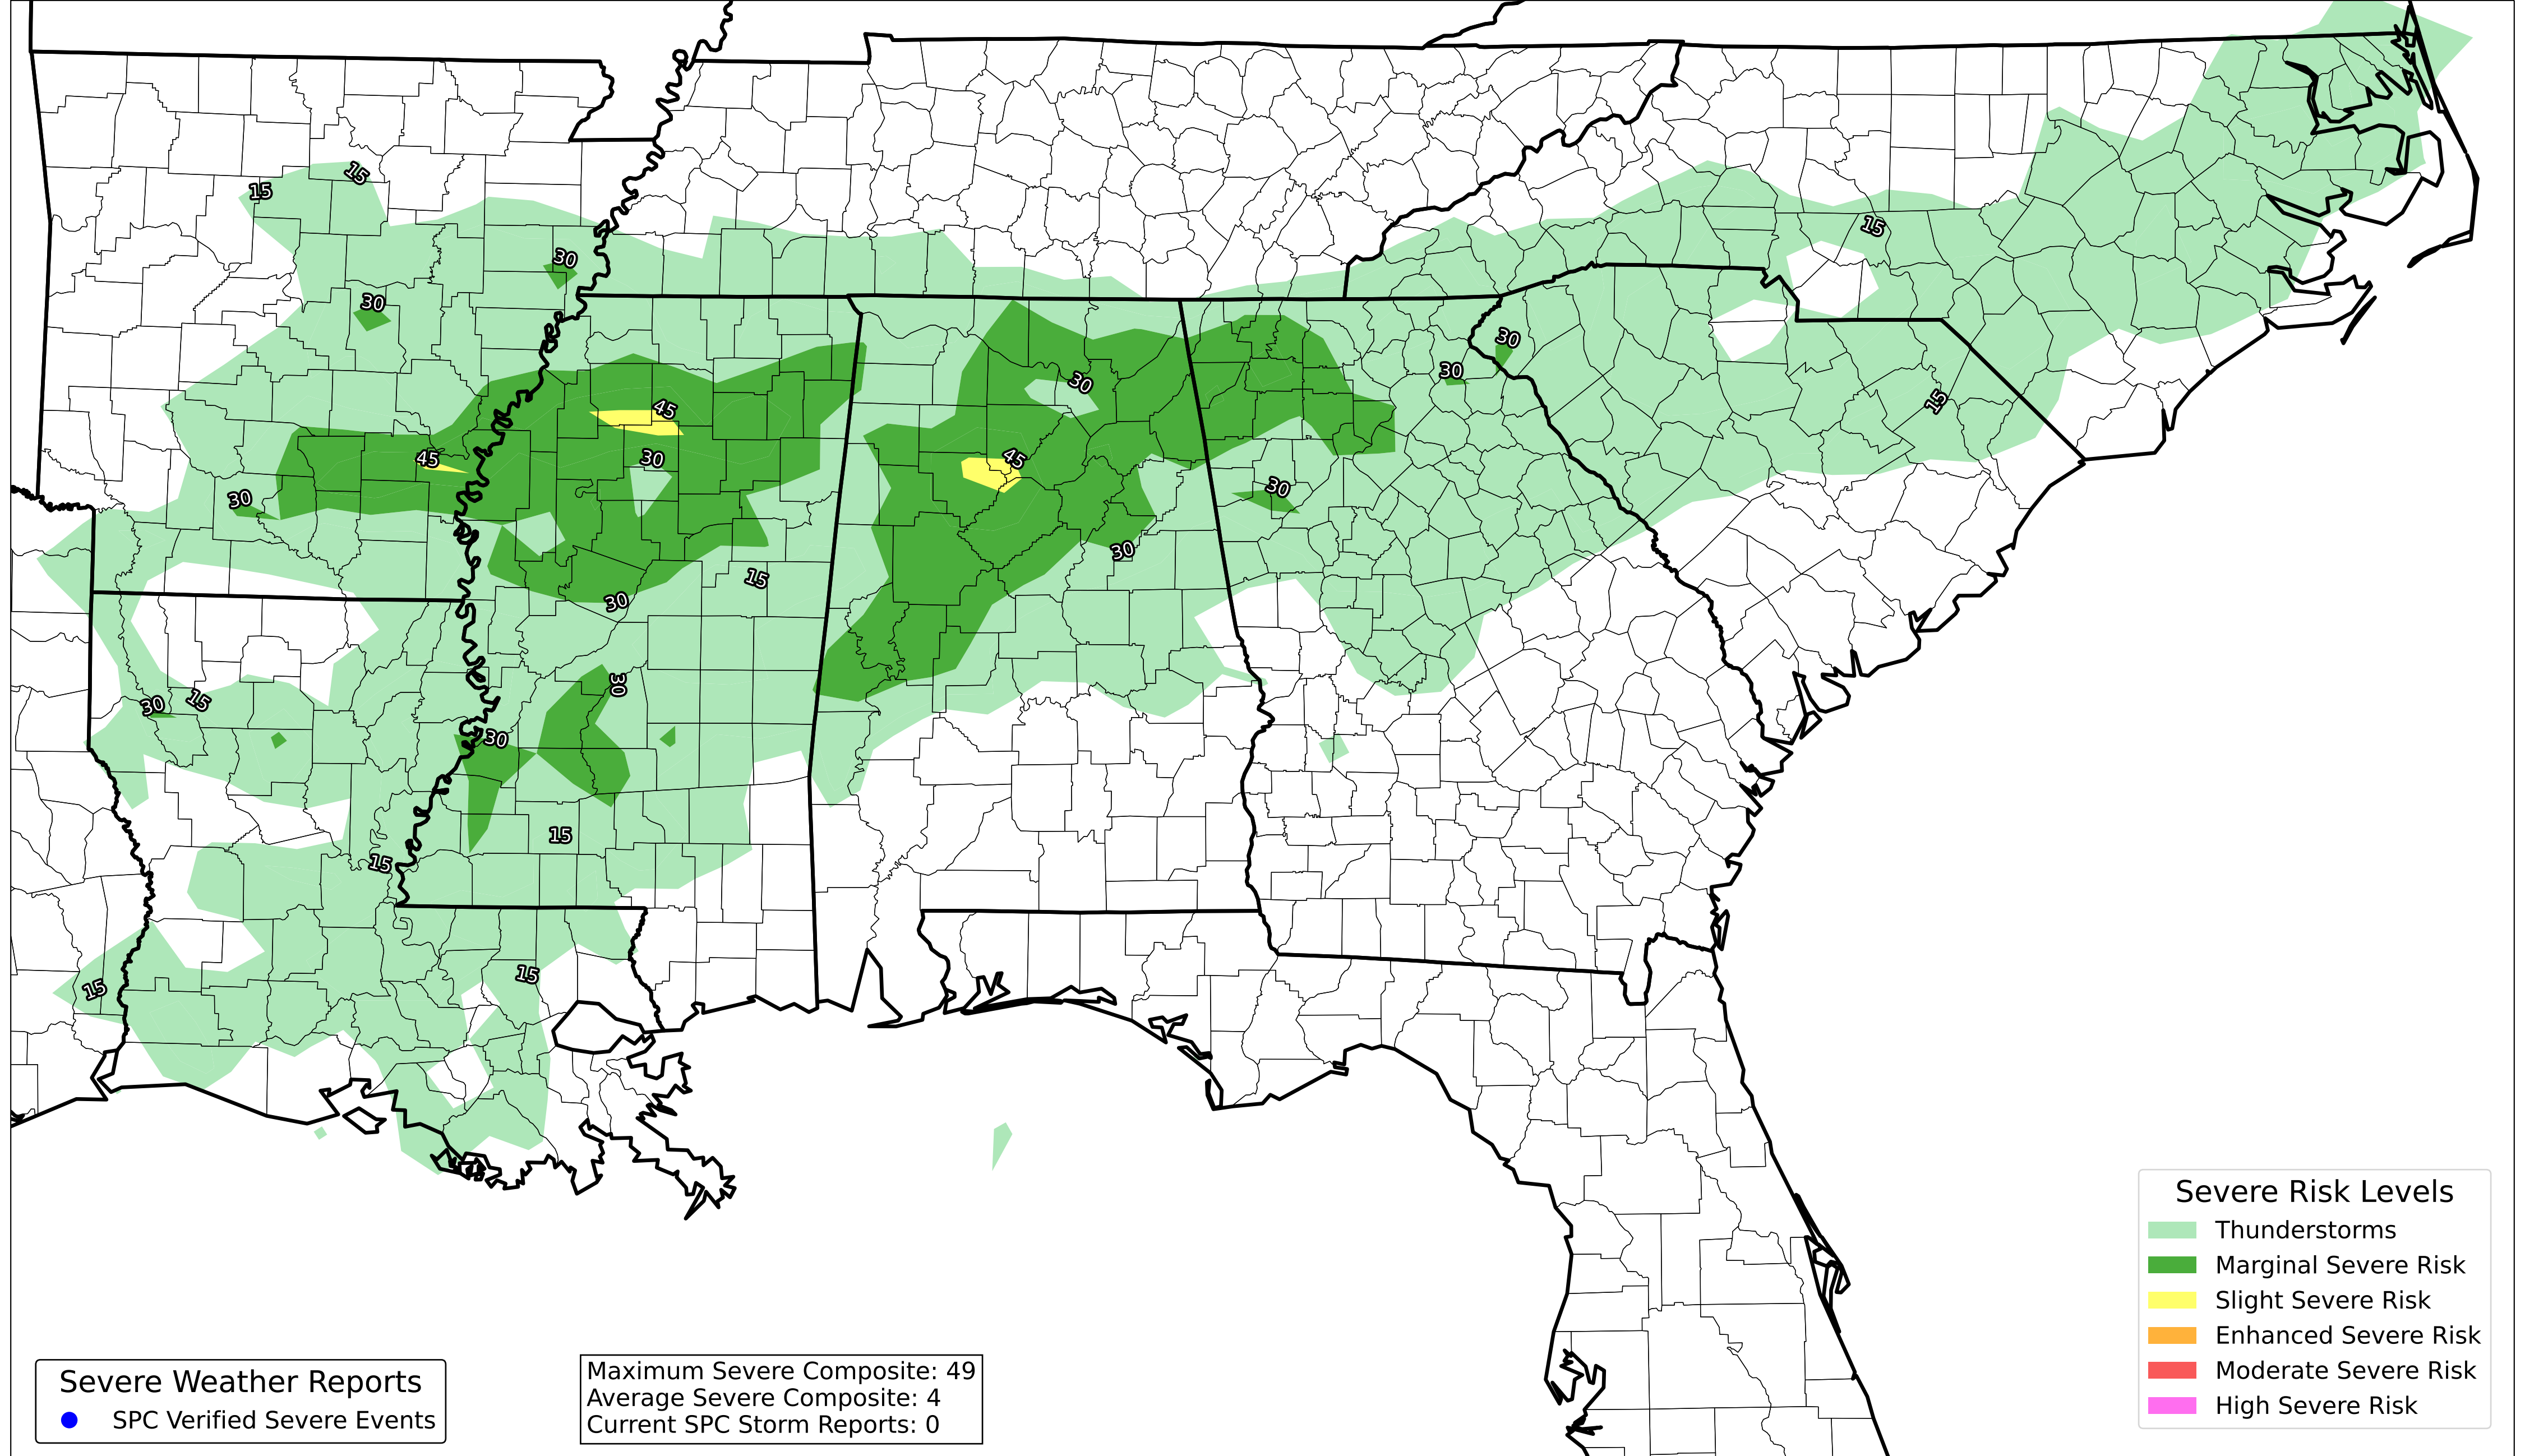 15
15
15
30
30
30
30
30
45
15
45
30
45
30
30
30
15
30
30
15
30
30
15
15
15
15
Severe Risk Levels
Thunderstorms
Marginal Severe Risk
Slight Severe Risk
Enhanced Severe Risk
Moderate Severe Risk
High Severe Risk
Severe Weather Reports
SPC Verified Severe Events
Maximum Severe Composite: 49
Average Severe Composite: 4
Current SPC Storm Reports: 0